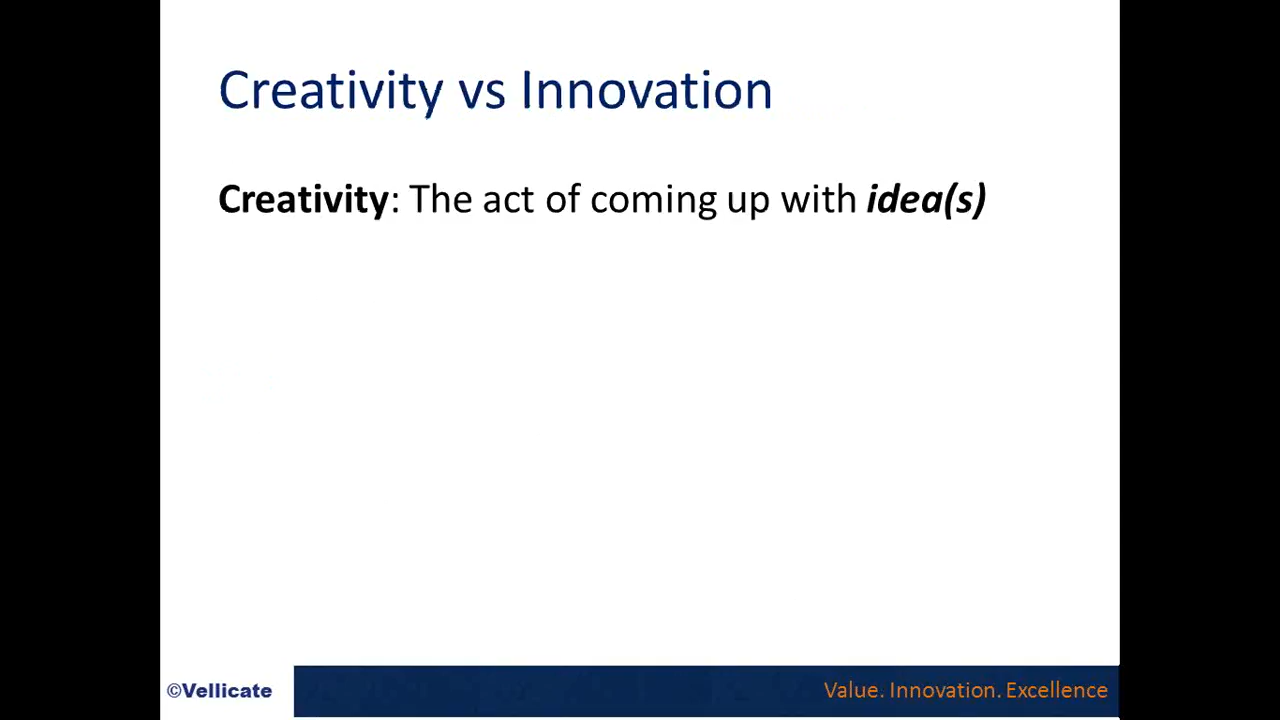 Creativity vs Innovation
Creativity: The act of coming up with idea(s)
©Vellicate
Value. Innovation. Excellence